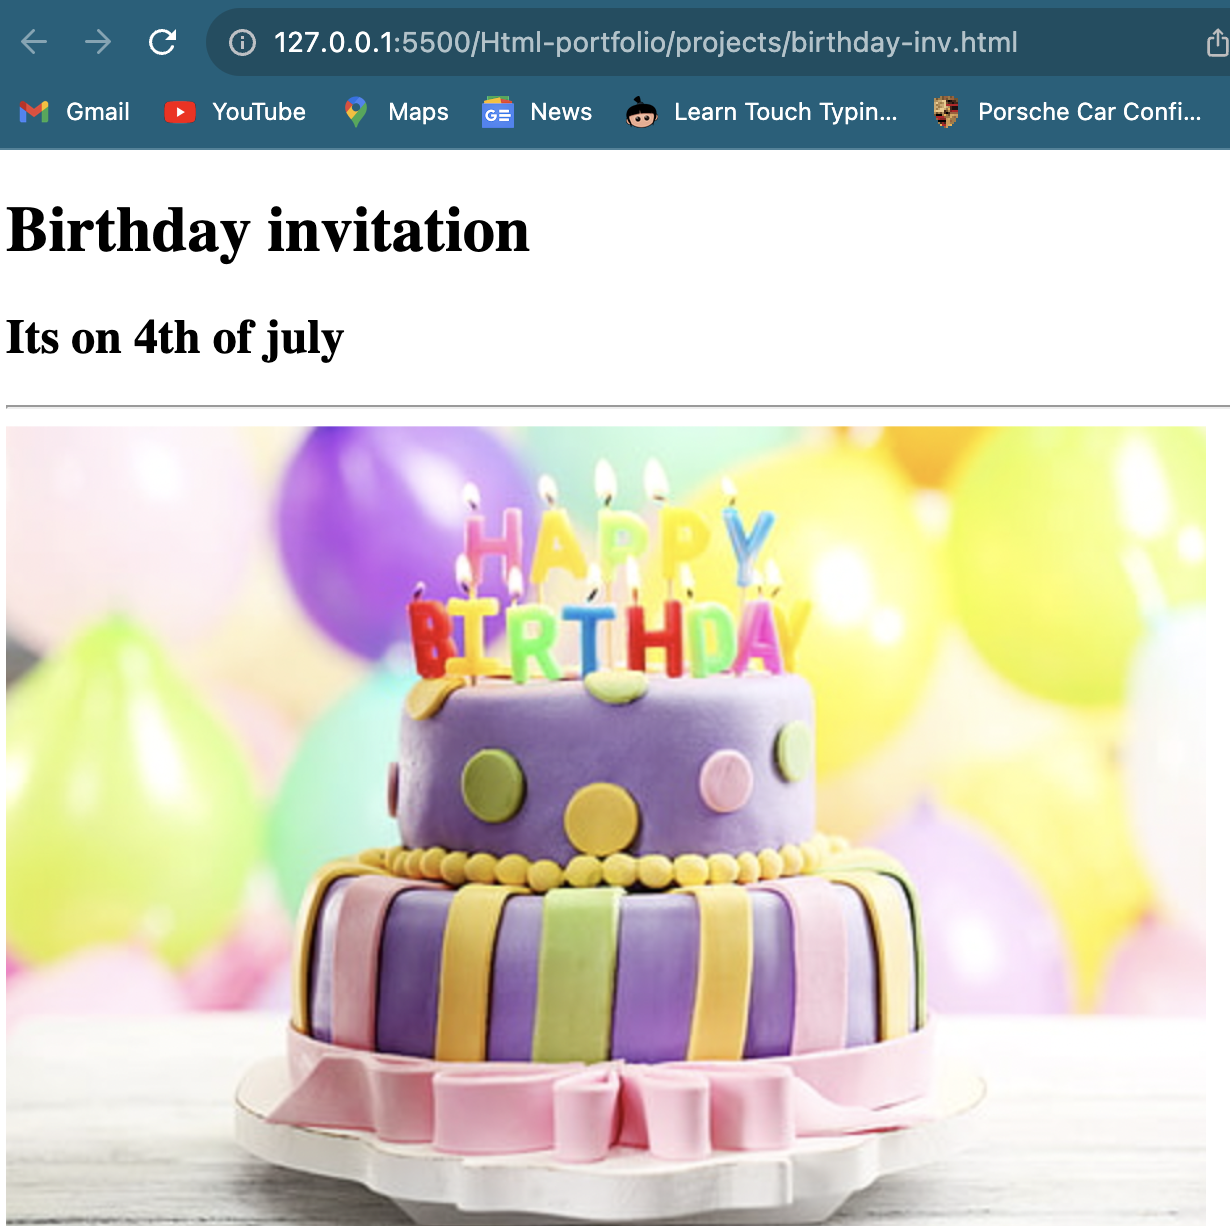 127.0.0.1:5500/Html-portfolio/projects/birthday-inv.html
Gmail YouTube Maps GE News Learn Touch Typin... Porsche Car Confi...
Birthday invitation
Its on 4th of july
HAPPY
BIRTHDAY